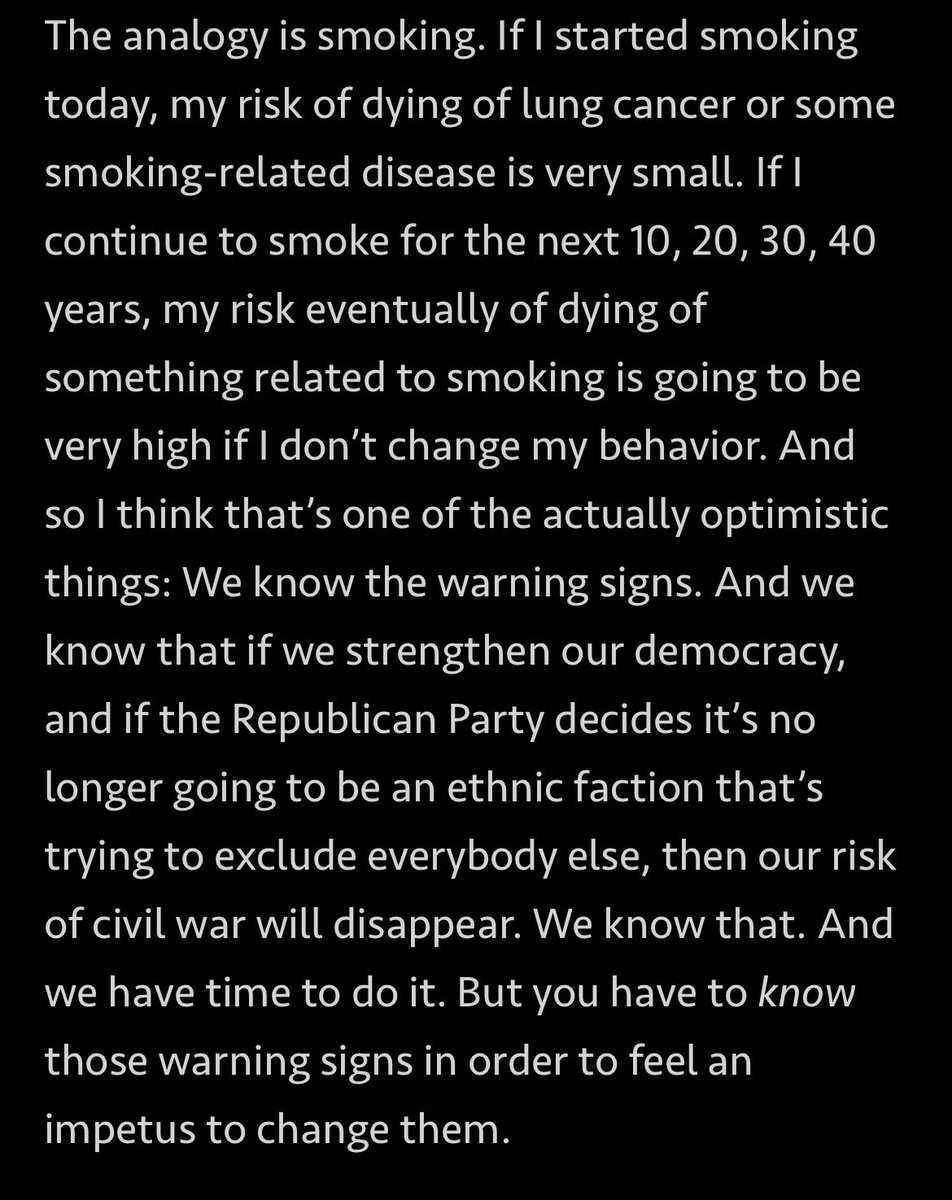 The analogy is smoking. If I started smoking
today, my risk of dying of lung cancer or some
smoking-related disease is very small. If I
continue to smoke for the next 10, 20, 30, 40
years, my risk eventually of dying of
something related to smoking is going to be
very high if I don’t change my behavior. And
so I think that’s one of the actually optimistic
things: We know the warning signs. And we
know that if we strengthen our democracy,
and if the Republican Party decides it’s no
longer going to be an ethnic faction that’s
trying to exclude everybody else, then our risk
of civil war will disappear. We know that. And
we have time to do it. But you have to know
those warning signs in order to feel an
impetus to change them.